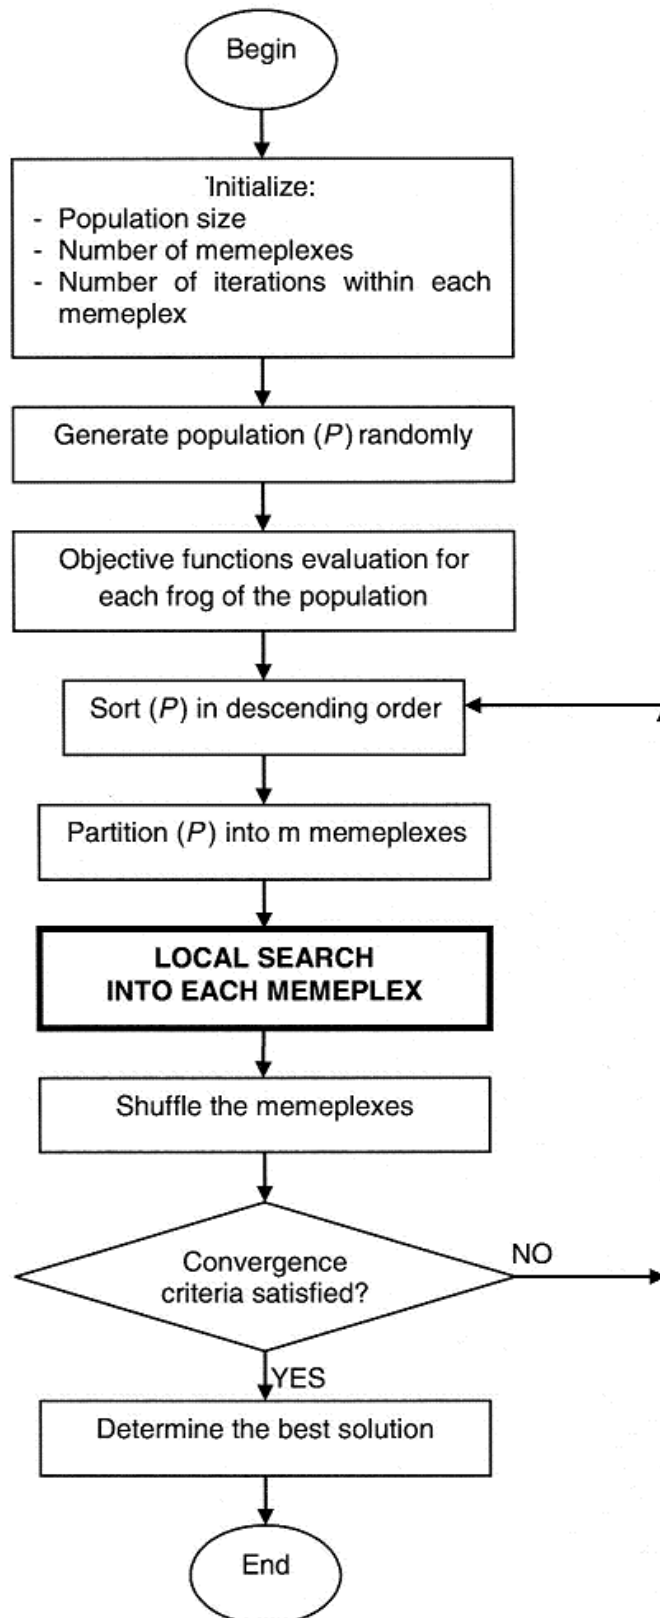 Begin
Initialize:
- Population size
- Number of memeplexes
- Number of iterations within each
memeplex
Generate population (P) randomly
Objective functions evaluation for
each frog of the population
Sort (P) in descending order
Partition (P) into m memeplexes
LOCAL SEARCH
INTO EACH MEMEPLEX
Shuffle the memeplexes
Convergence
criteria satisfied?
NO
YES
Determine the best solution
End